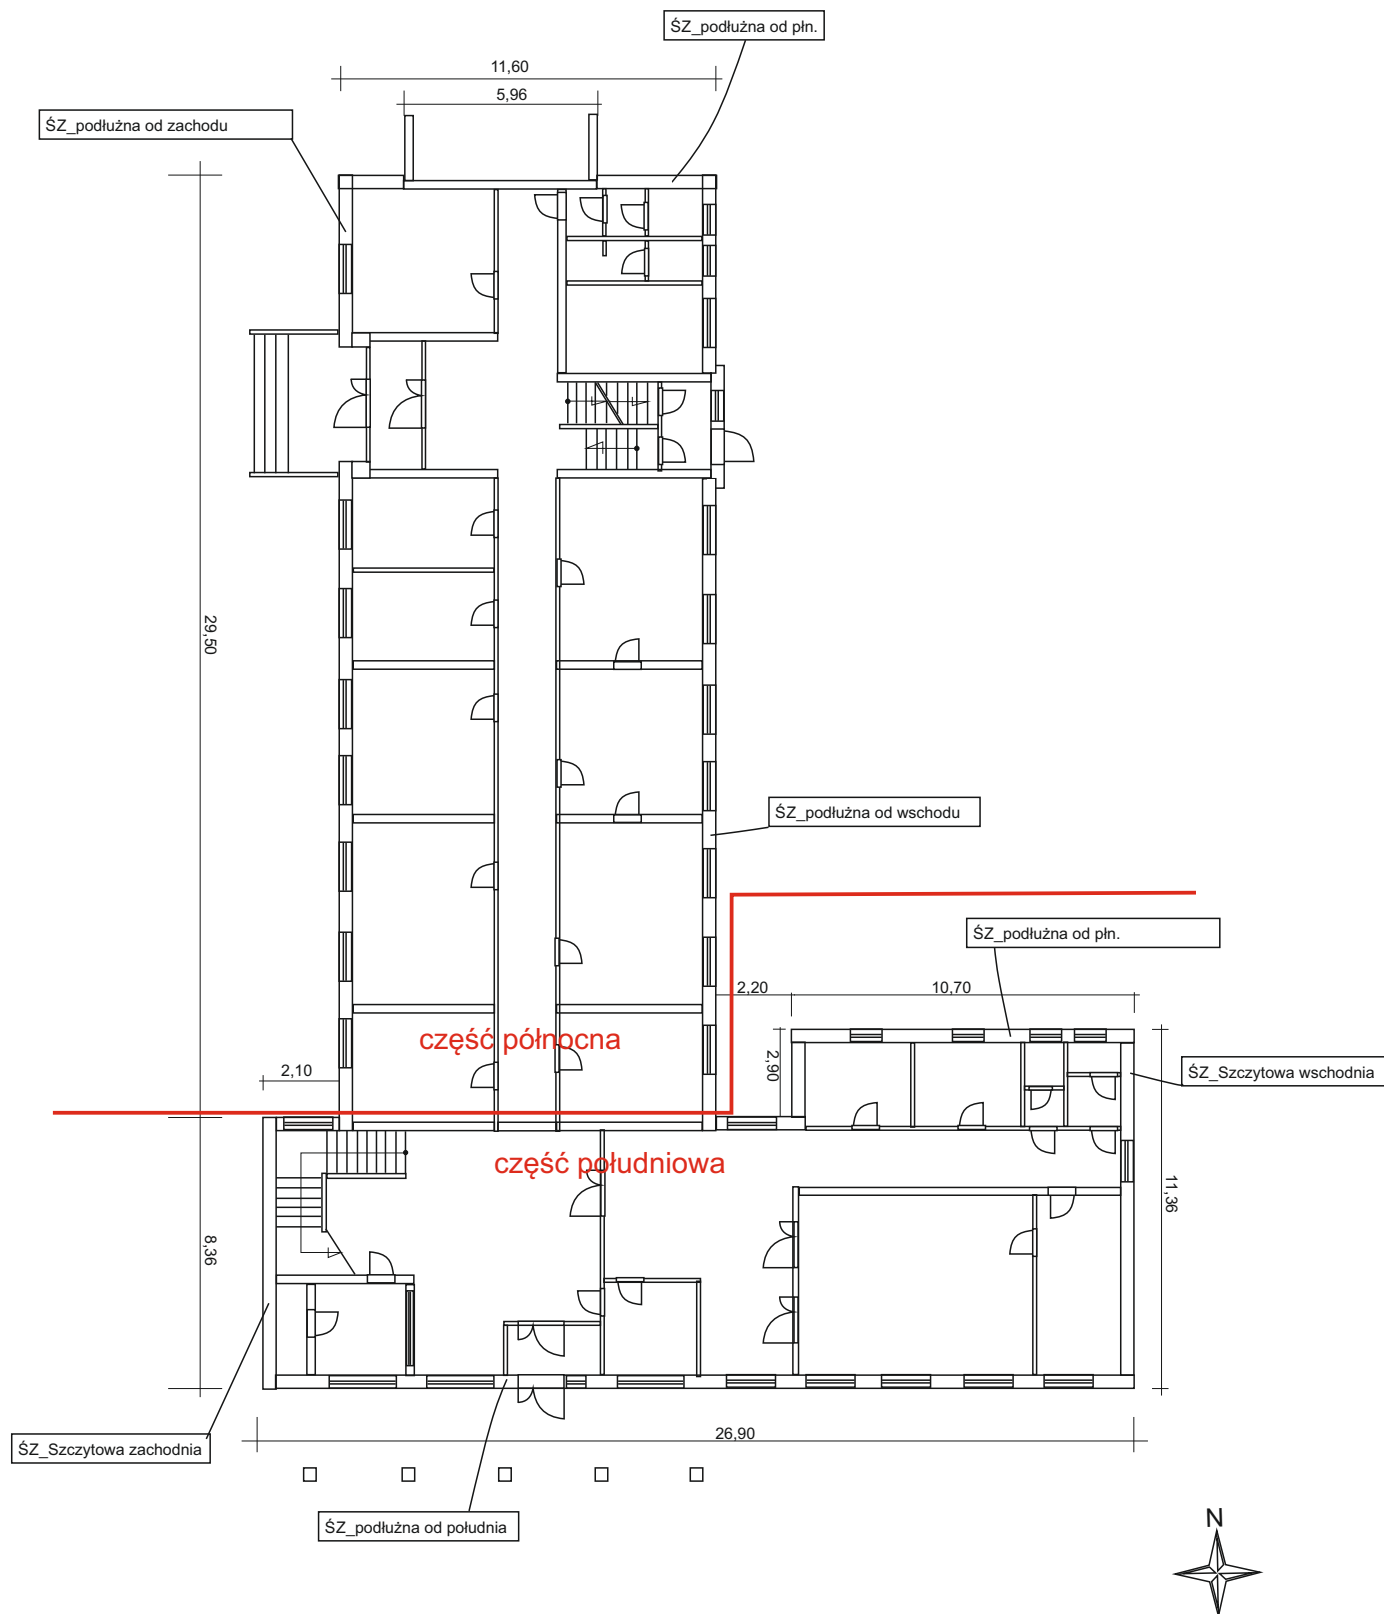 ŚZ_podłużna od płn.
11,60
5,96
ŚZ_podłużna od zachodu
29,50
ŚZ_podłużna od wschodu
ŚZ_podłużna od płn.
2,20
10,70
część północna
2,90
2,10
ŚZ_Szczytowa wschodnia
część południowa
11,36
8,36
26,90
ŚZ_Szczytowa zachodnia
ŚZ_podłużna od południa
N